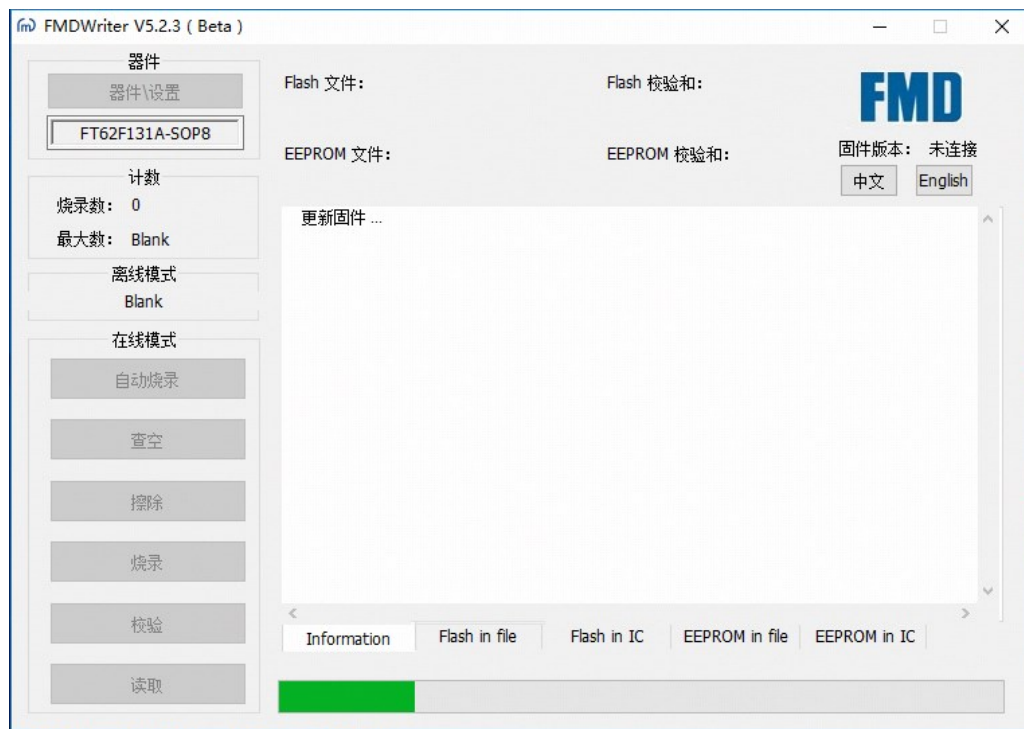 FMDWriter V5.2.3 ( Beta )
器件
器件\设置
FT62F131A-SOP8
计数
烧录数： 0
最大数： Blank
离线模式
Blank
在线模式
自动烧录
查空
擦除
烧录
校验
读取
Flash 文件：
Flash 校验和：
EEPROM 文件：
EEPROM 校验和：
FMD
固件版本： 未连接
中文 English
更新固件 ...
Information Flash in file Flash in IC EEPROM in file EEPROM in IC